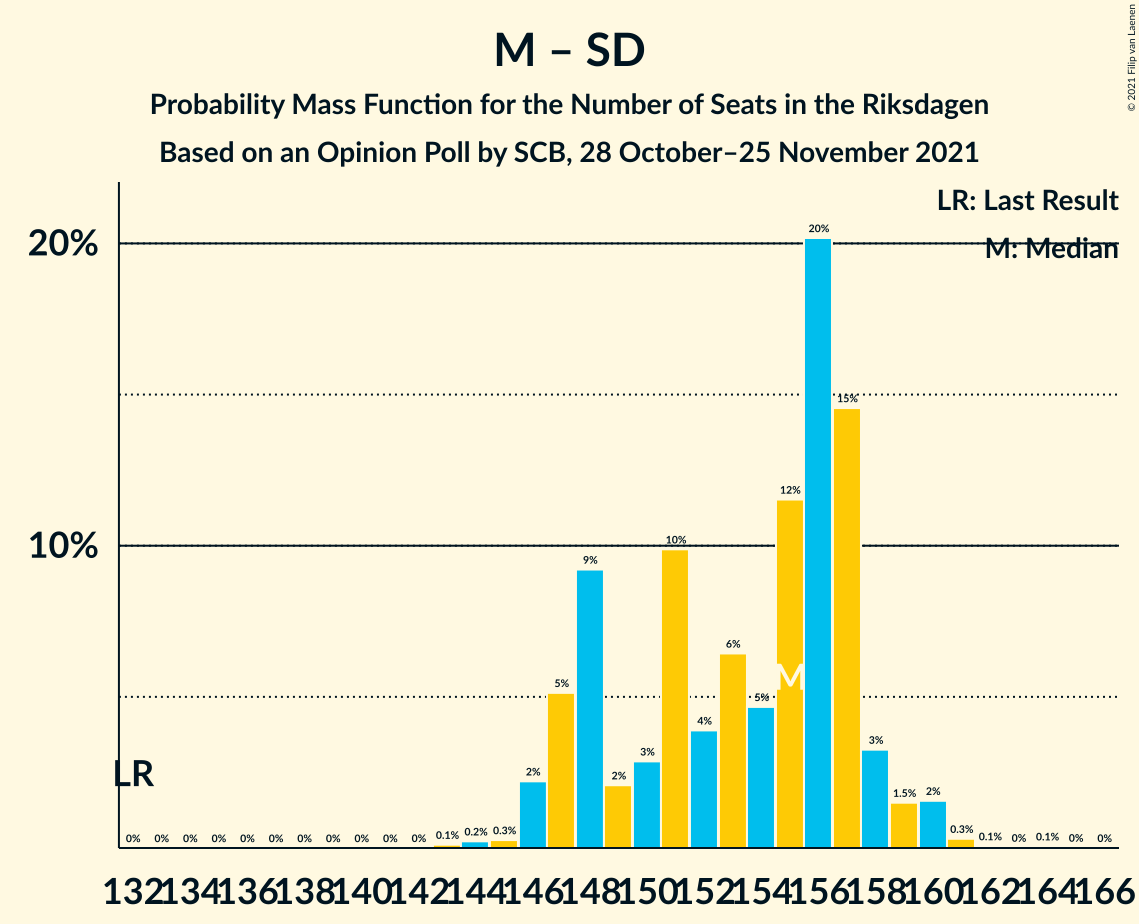 M – SD
Probability Mass Function for the Number of Seats in the Riksdagen
Based on an Opinion Poll by SCB, 28 October–25 November 2021
© 2021 Filip van Laenen
LR: Last Result
M: Median
20%
10%
20%
15%
12%
10%
9%
6%
5%
5%
4%
3%
3%
2%
2%
1.5%
2%
0% 0% 0% 0% 0% 0% 0% 0% 0% 0% 0% 0.1% 0.2% 0.3%
0.3% 0.1% 0% 0.1% 0% 0%
M
LR
132 134 136 138 140 142 144 146 148 150 152 154 156 158 160 162 164 166